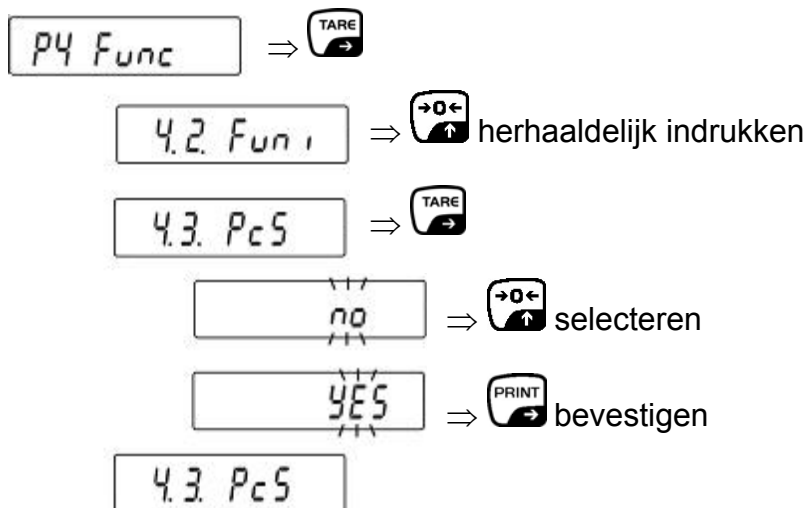 P4 Func ⇒ TARE
4.2. Fun i ⇒ →0← herhaaldelijk indrukken
4.3. PcS ⇒ TARE
no ⇒ →0← selecteren
YES ⇒ PRINT bevestigen
4.3. PcS